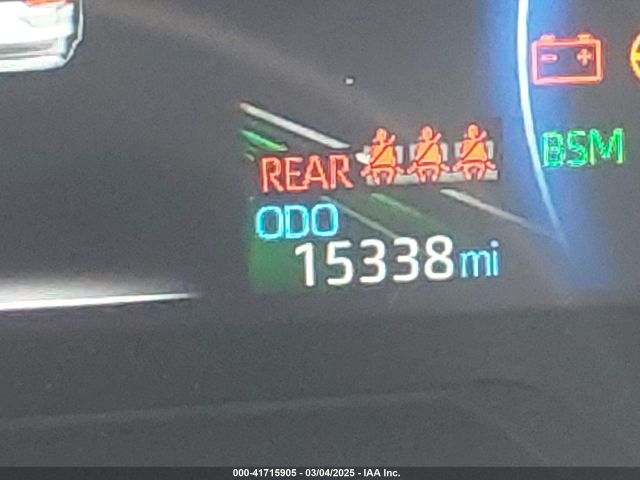 BSM
REAR
ODO
15338 mi
000-41715905 - 03/04/2025 - IAA Inc.